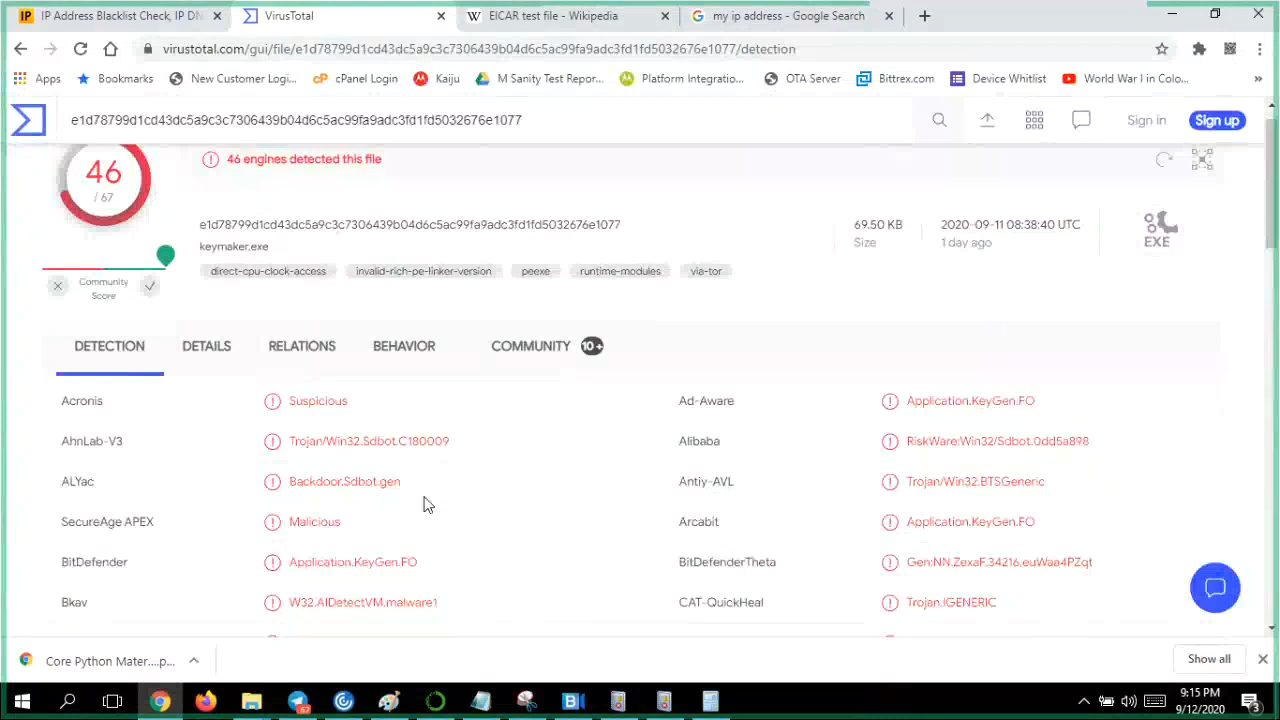 IP Address Blacklist Check, IP DN
VirusTotal
EICAR test file - Wikipedia
my ip address - Google Search
virustotal.com/gui/file/e1d78799d1cd43dc5a9c3c7306439b04d6c5ac99fa9adc3fd1fd5032676e1077/detection
Apps
Bookmarks
New Customer Logi...
cPanel Login
Kaiju
M Sanity Test Repor...
Platform Integratio...
OTA Server
Bittrex.com
Device Whitlist
World War I in Colo...
e1d78799d1cd43dc5a9c3c7306439b04d6c5ac99fa9adc3fd1fd5032676e1077
Sign in
Sign up
46
/ 67
46 engines detected this file
e1d78799d1cd43dc5a9c3c7306439b04d6c5ac99fa9adc3fd1fd5032676e1077
keymaker.exe
direct-cpu-clock-access
invalid-rich-pe-linker-version
peexe
runtime-modules
via-tor
69.50 KB
Size
2020-09-11 08:38:40 UTC
1 day ago
EXE
Community
Score
DETECTION
DETAILS
RELATIONS
BEHAVIOR
COMMUNITY 10+
Acronis
Suspicious
Ad-Aware
Application.KeyGen.FO
AhnLab-V3
Trojan/Win32.Sdbot.C180009
Alibaba
RiskWare:Win32/Sdbot.0dd5a898
ALYac
Backdoor.Sdbot.gen
Antiy-AVL
Trojan/Win32.BTSGeneric
SecureAge APEX
Malicious
Arcabit
Application.KeyGen.FO
BitDefender
Application.KeyGen.FO
BitDefenderTheta
Gen:NN.ZexaF.34216.euWaa4PZqt
Bkav
W32.AIDetectVM.malware1
CAT-QuickHeal
Trojan.IGENERIC
Core Python Mater....p...
Show all
67
9:15 PM
9/12/2020
3